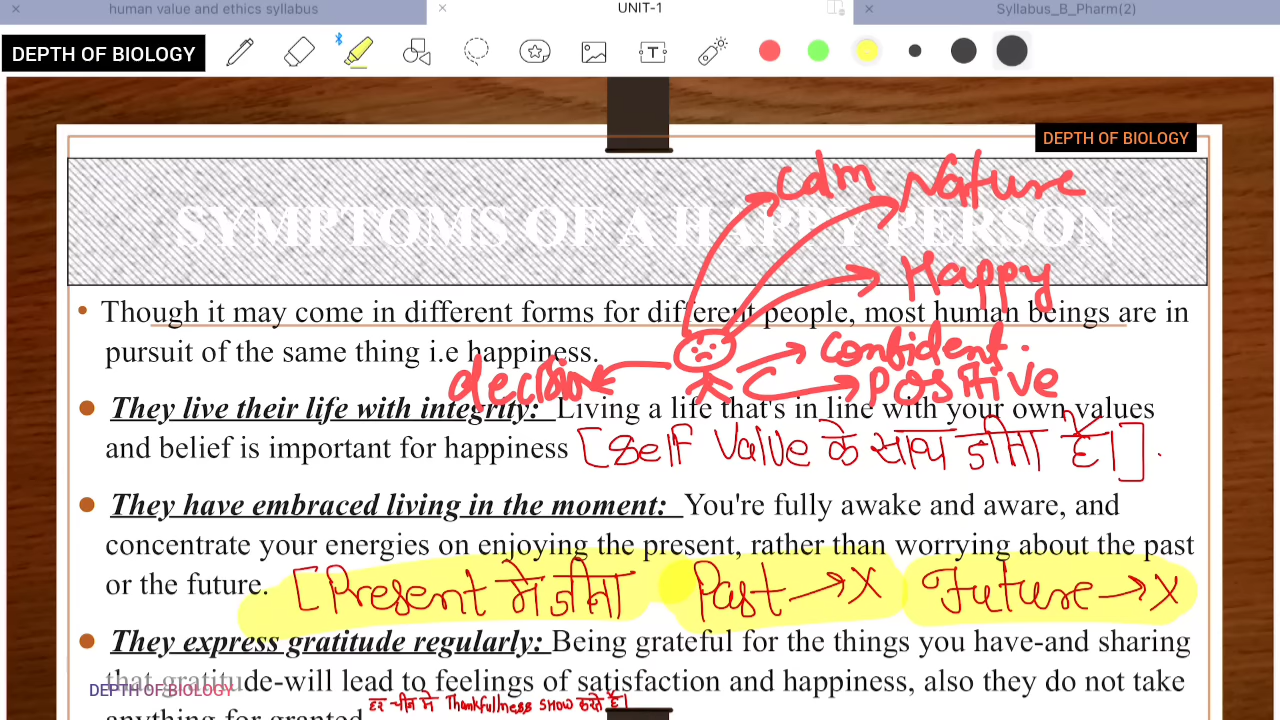 human value and ethics syllabus
UNIT-1
Syllabus_B_Pharm(2)
DEPTH OF BIOLOGY
DEPTH OF BIOLOGY
calm Nature
SYMPTOMS OF A HAPPY PERSON
Happy
Though it may come in different forms for different people, most human beings are in
pursuit of the same thing i.e happiness.
confident.
decision
positive
They live their life with integrity: Living a life that's in line with your own values
and belief is important for happiness [self value के साथ जीना है।].
They have embraced living in the moment: You're fully awake and aware, and
concentrate your energies on enjoying the present, rather than worrying about the past
or the future. [Present में जीना Past → X Future → X
They express gratitude regularly: Being grateful for the things you have-and sharing
that gratitude-will lead to feelings of satisfaction and happiness, also they do not take
DEPTH OF BIOLOGY
हर चीज में Thankfullness show करते है।
anything for granted